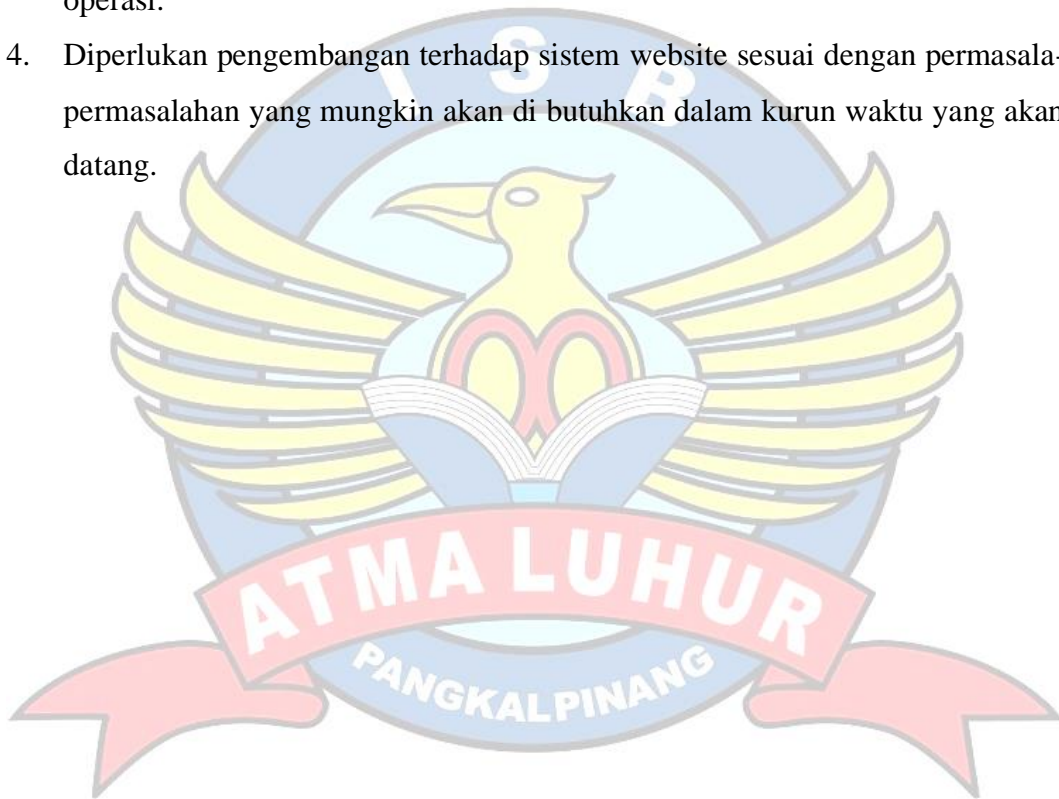 operasi.
4. Diperlukan pengembangan terhadap sistem website sesuai dengan permasala-
permasalahan yang mungkin akan di butuhkan dalam kurun waktu yang akan
datang.
I S B
ATMA LUHUR
PANGKALPINANG